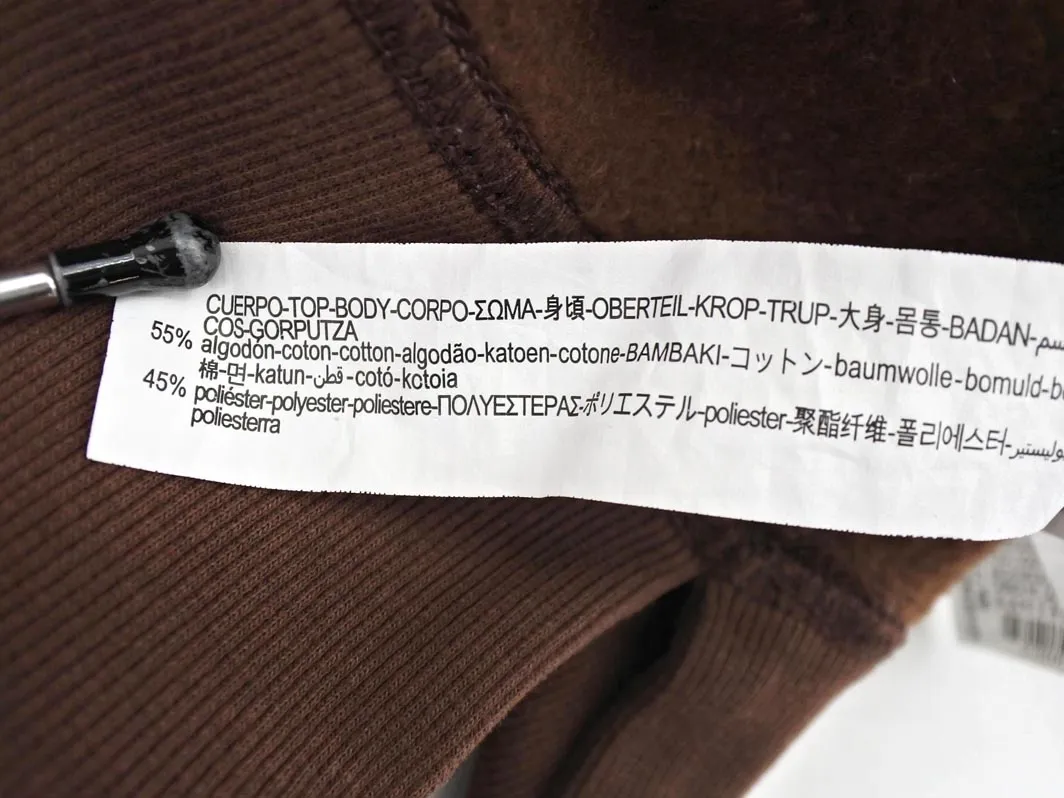 CUERPO-TOP-BODY-CORPO-ΣΩΜΑ-身頃-OBERTEIL-KROP-TRUP-大身-몸통-BADAN-
COS-GORPUTZA
55% algodón-coton-cotton-algodão-katoen-cotone-BAMBAKI-コットン-baumwolle-bomuld-
棉-면-katun-قطن-cotó-kotoia
45% poliéster-polyester-poliestere-ΠΟΛΥΕΣΤΕΡΑΣ-ポリエステル-poliester-聚酯纤维-폴리에스터-
poliesterra